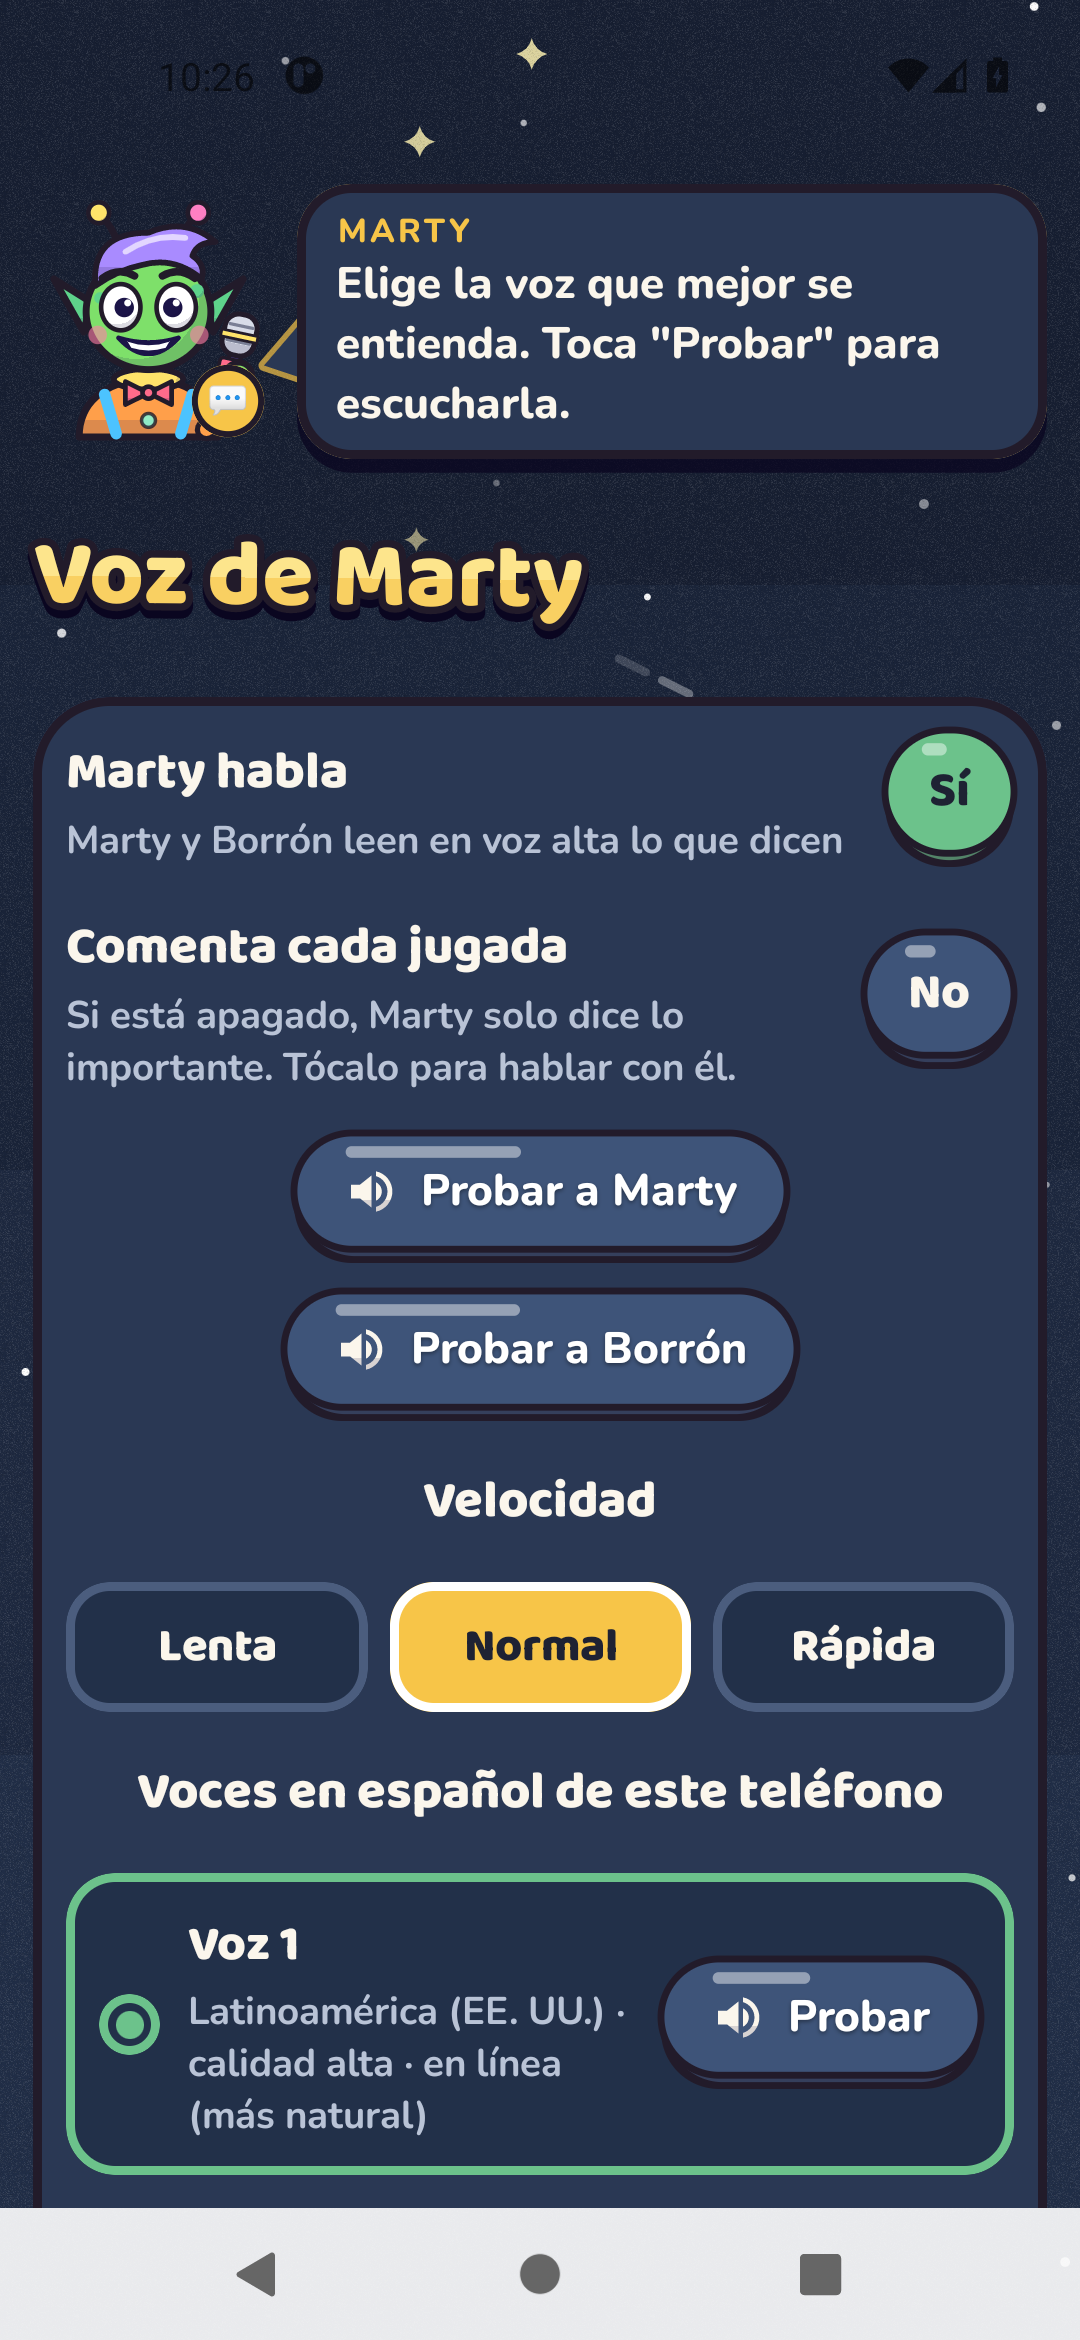 10:26
MARTY
Elige la voz que mejor se
entienda. Toca "Probar" para
escucharla.
Voz de Marty
Marty habla
Marty y Borrón leen en voz alta lo que dicen
Sí
Comenta cada jugada
Si está apagado, Marty solo dice lo
importante. Tócalo para hablar con él.
No
Probar a Marty
Probar a Borrón
Velocidad
Lenta
Normal
Rápida
Voces en español de este teléfono
Voz 1
Latinoamérica (EE. UU.) ·
calidad alta · en línea
(más natural)
Probar